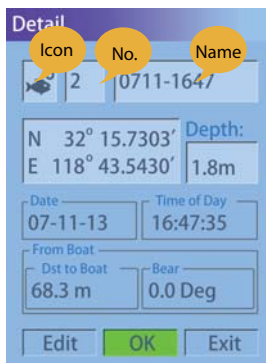 Detail
Icon
No.
Name
2
0711-1647
N 32° 15.7303′
E 118° 43.5430′
Depth:
1.8m
Date
07-11-13
Time of Day
16:47:35
From Boat
Dst to Boat
68.3 m
Bear
0.0 Deg
Edit
OK
Exit